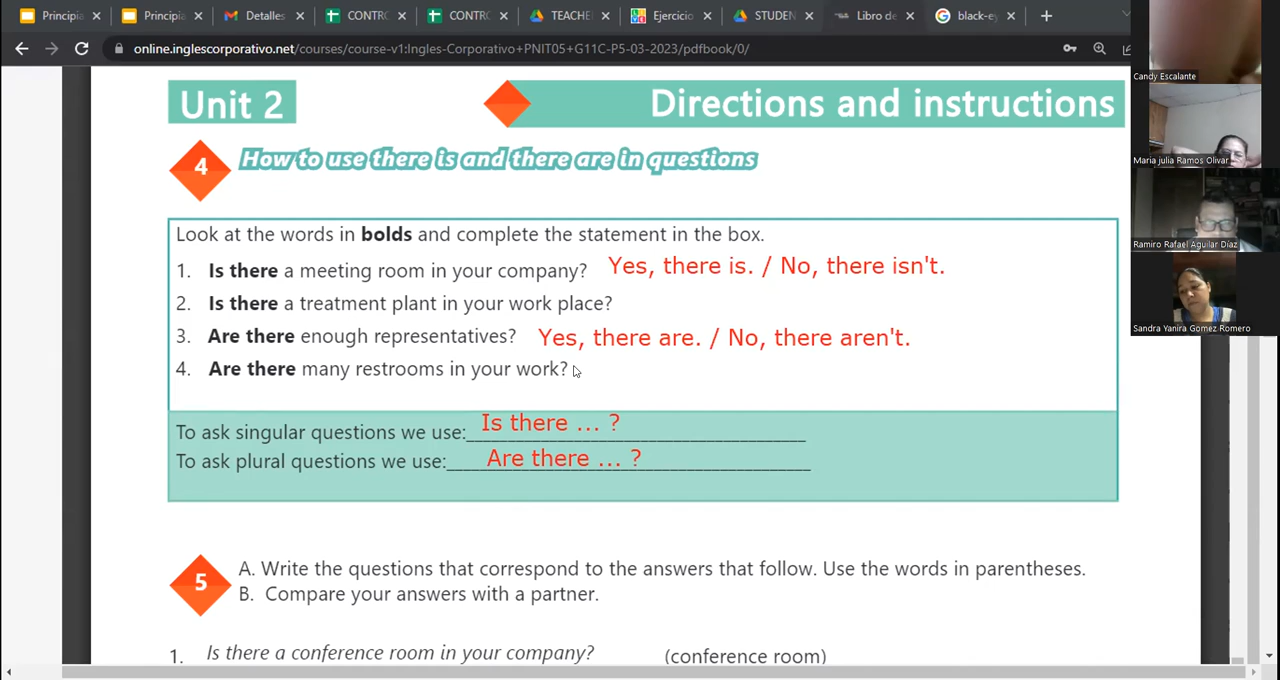 Principia
Principia
Detalles
CONTRC
CONTRC
TEACHE
Ejercicio
STUDEN
Libro de
black-ey
online.inglescorporativo.net/courses/course-v1:Ingles-Corporativo+PNIT05+G11C-P5-03-2023/pdfbook/0/
Candy Escalante
Maria julia Ramos Olivar
Ramiro Rafael Aguilar Díaz
Sandra Yanira Gomez Romero
Unit 2
Directions and instructions
4 How to use there is and there are in questions
Look at the words in bolds and complete the statement in the box.
1. Is there a meeting room in your company? Yes, there is. / No, there isn't.
2. Is there a treatment plant in your work place?
3. Are there enough representatives? Yes, there are. / No, there aren't.
4. Are there many restrooms in your work?
To ask singular questions we use: Is there ... ?
To ask plural questions we use: Are there ... ?
5 A. Write the questions that correspond to the answers that follow. Use the words in parentheses.
B. Compare your answers with a partner.
1. Is there a conference room in your company? (conference room)